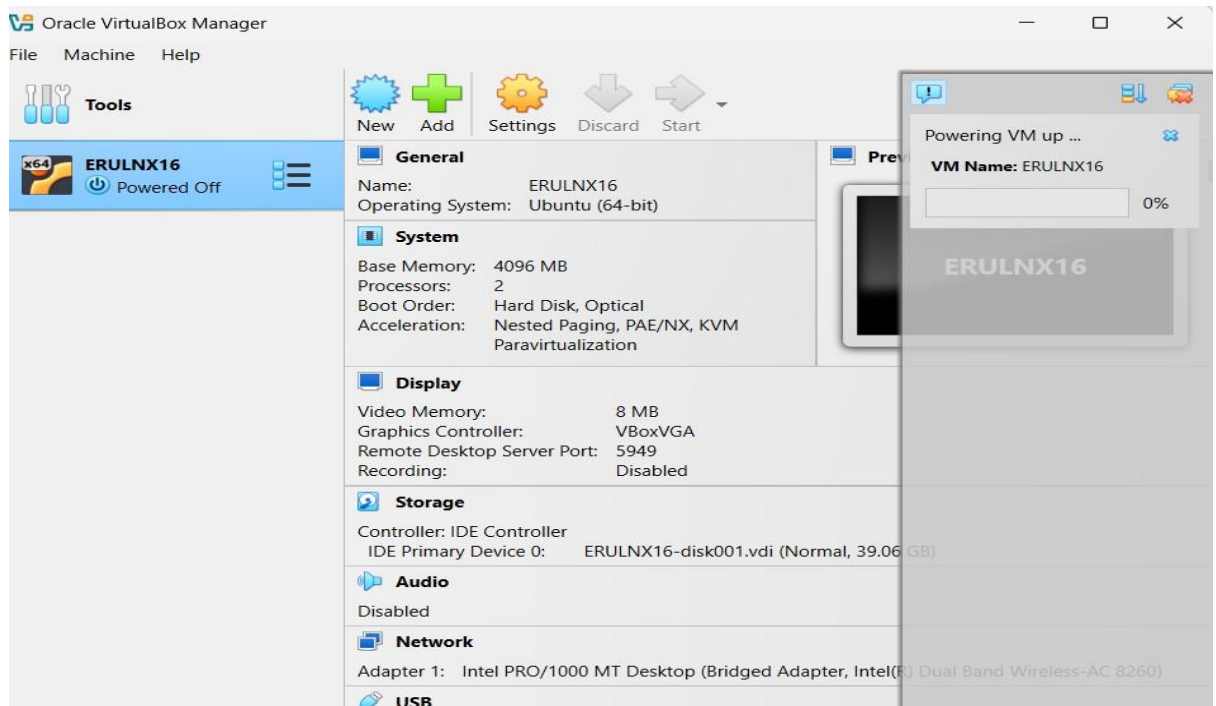 Oracle VirtualBox Manager
File Machine Help
Tools
New Add Settings Discard Start
x64 ERULNX16
Powered Off
General
Name: ERULNX16
Operating System: Ubuntu (64-bit)
System
Base Memory: 4096 MB
Processors: 2
Boot Order: Hard Disk, Optical
Acceleration: Nested Paging, PAE/NX, KVM
Paravirtualization
Prev
ERULNX16
Display
Video Memory: 8 MB
Graphics Controller: VBoxVGA
Remote Desktop Server Port: 5949
Recording: Disabled
Storage
Controller: IDE Controller
IDE Primary Device 0: ERULNX16-disk001.vdi (Normal, 39.06 GB)
Audio
Disabled
Network
Adapter 1: Intel PRO/1000 MT Desktop (Bridged Adapter, Intel(R) Dual Band Wireless-AC 8260)
USB
Powering VM up ...
VM Name: ERULNX16
0%